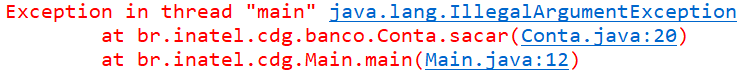 Exception in thread "main" java.lang.IllegalArgumentException
at br.inatel.cdg.banco.Conta.sacar(Conta.java:20)
at br.inatel.cdg.Main.main(Main.java:12)